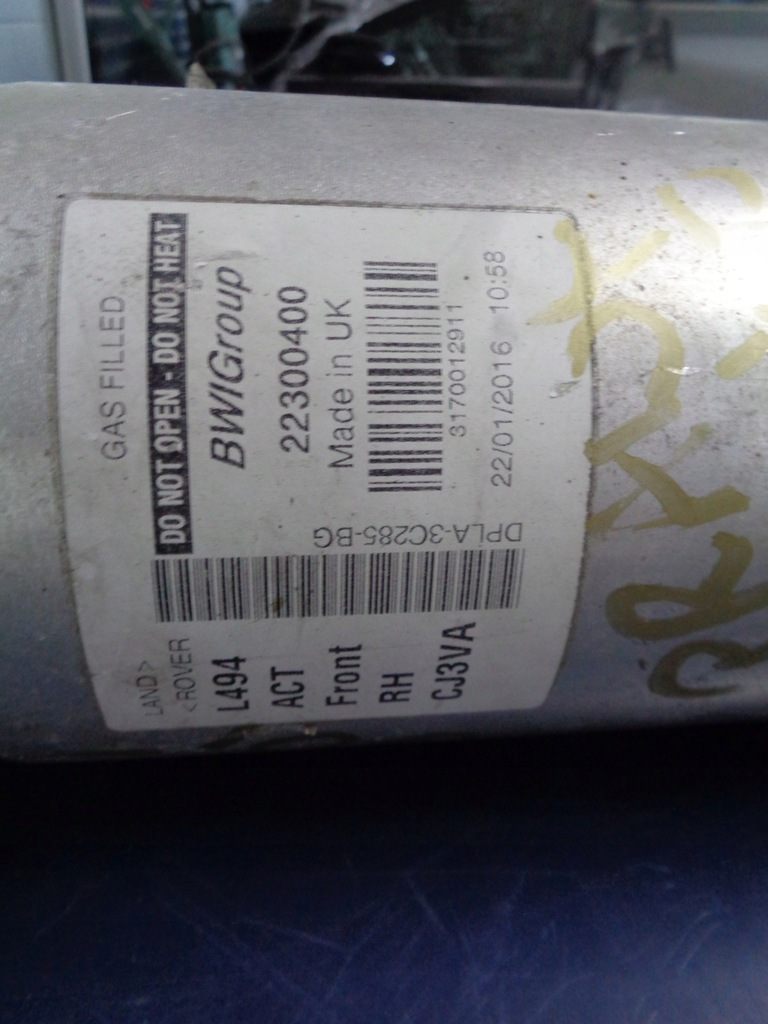 GAS FILLED
DO NOT OPEN - DO NOT HEAT
BWIGroup
22300400
Made in UK
3170012911
22/01/2016 10:58
DPLA-3C285-BG
LAND>
<ROVER
L494
ACT
Front
RH
CJ3VA